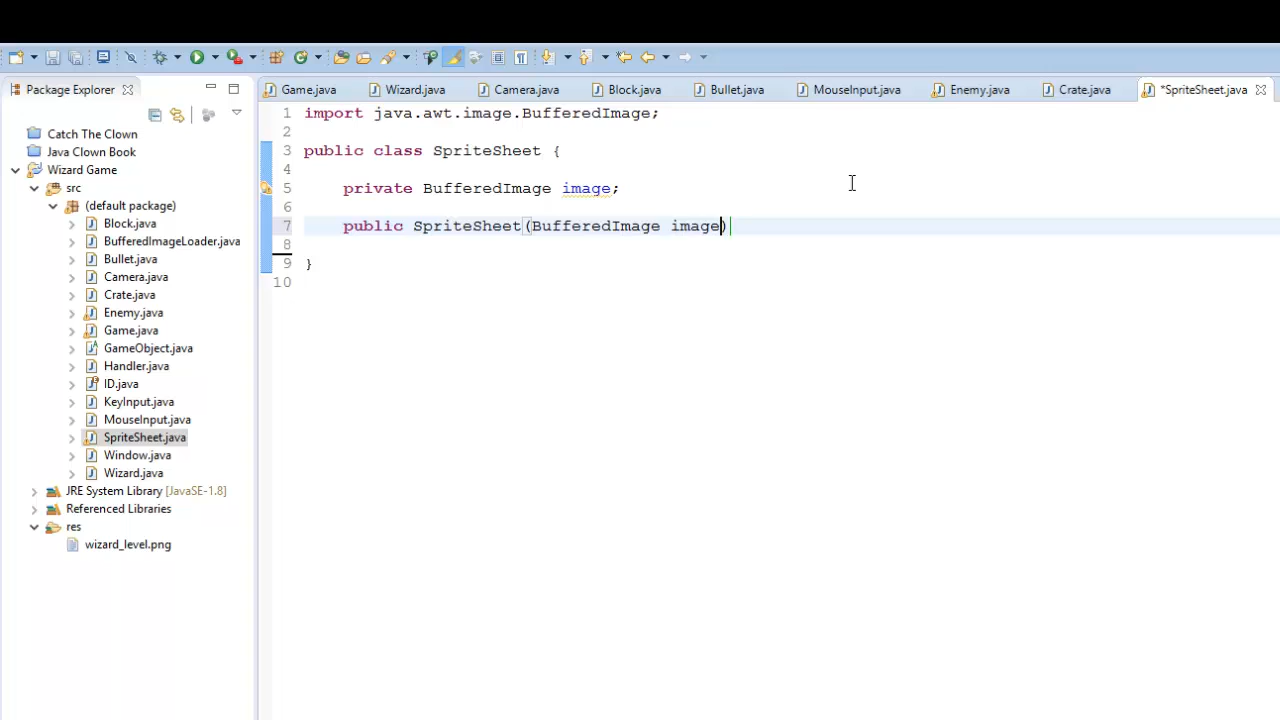 Package Explorer
Game.java
Wizard.java
Camera.java
Block.java
Bullet.java
MouseInput.java
Enemy.java
Crate.java
*SpriteSheet.java
Catch The Clown
Java Clown Book
Wizard Game
src
(default package)
Block.java
BufferedImageLoader.java
Bullet.java
Camera.java
Crate.java
Enemy.java
Game.java
GameObject.java
Handler.java
ID.java
KeyInput.java
MouseInput.java
SpriteSheet.java
Window.java
Wizard.java
JRE System Library [JavaSE-1.8]
Referenced Libraries
res
wizard_level.png
1 import java.awt.image.BufferedImage;
2
3 public class SpriteSheet {
4
5 private BufferedImage image;
6
7 public SpriteSheet(BufferedImage image)
8
9 }
10